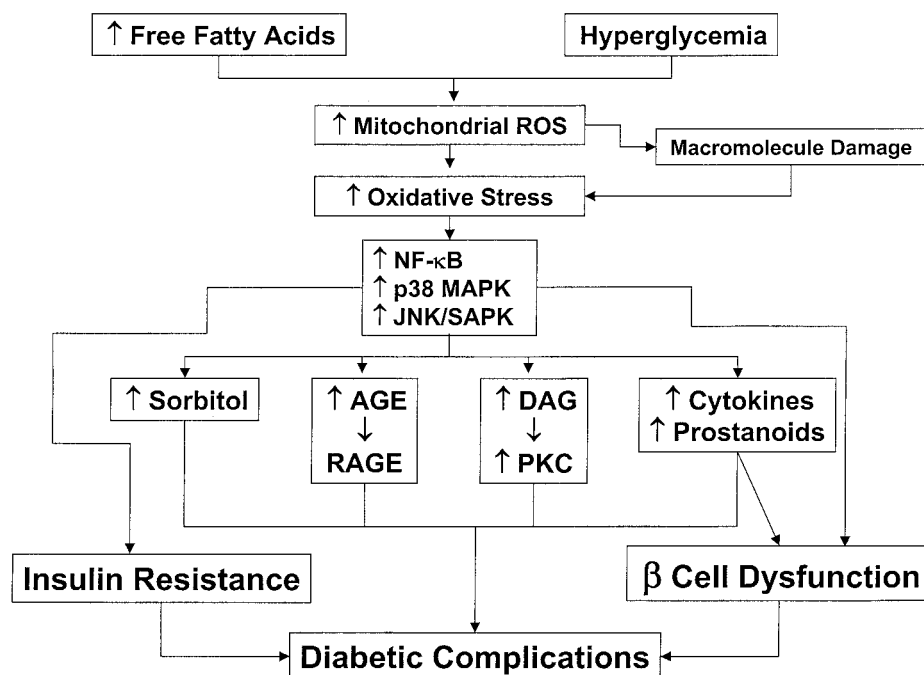 ↑ Free Fatty Acids
Hyperglycemia
↑ Mitochondrial ROS
Macromolecule Damage
↑ Oxidative Stress
↑ NF-κB
↑ p38 MAPK
↑ JNK/SAPK
↑ Sorbitol
↑ AGE
↓
RAGE
↑ DAG
↓
↑ PKC
↑ Cytokines
↑ Prostanoids
Insulin Resistance
β Cell Dysfunction
Diabetic Complications